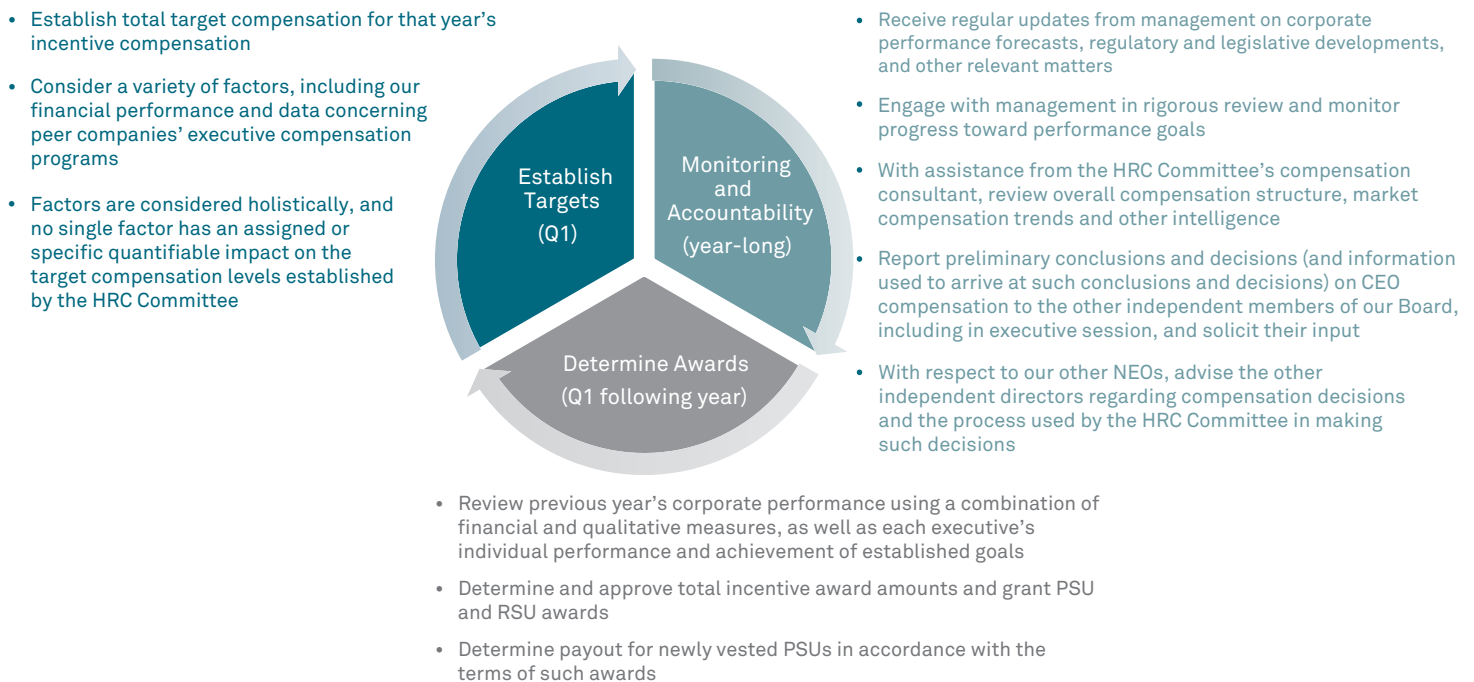 • Establish total target compensation for that year's
incentive compensation
• Consider a variety of factors, including our
financial performance and data concerning
peer companies' executive compensation
programs
• Factors are considered holistically, and
no single factor has an assigned or
specific quantifiable impact on the
target compensation levels established
by the HRC Committee
Establish
Targets
(Q1)
Monitoring
and
Accountability
(year-long)
Determine Awards
(Q1 following year)
• Receive regular updates from management on corporate
performance forecasts, regulatory and legislative developments,
and other relevant matters
• Engage with management in rigorous review and monitor
progress toward performance goals
• With assistance from the HRC Committee's compensation
consultant, review overall compensation structure, market
compensation trends and other intelligence
• Report preliminary conclusions and decisions (and information
used to arrive at such conclusions and decisions) on CEO
compensation to the other independent members of our Board,
including in executive session, and solicit their input
• With respect to our other NEOs, advise the other
independent directors regarding compensation decisions
and the process used by the HRC Committee in making
such decisions
• Review previous year's corporate performance using a combination of
financial and qualitative measures, as well as each executive's
individual performance and achievement of established goals
• Determine and approve total incentive award amounts and grant PSU
and RSU awards
• Determine payout for newly vested PSUs in accordance with the
terms of such awards